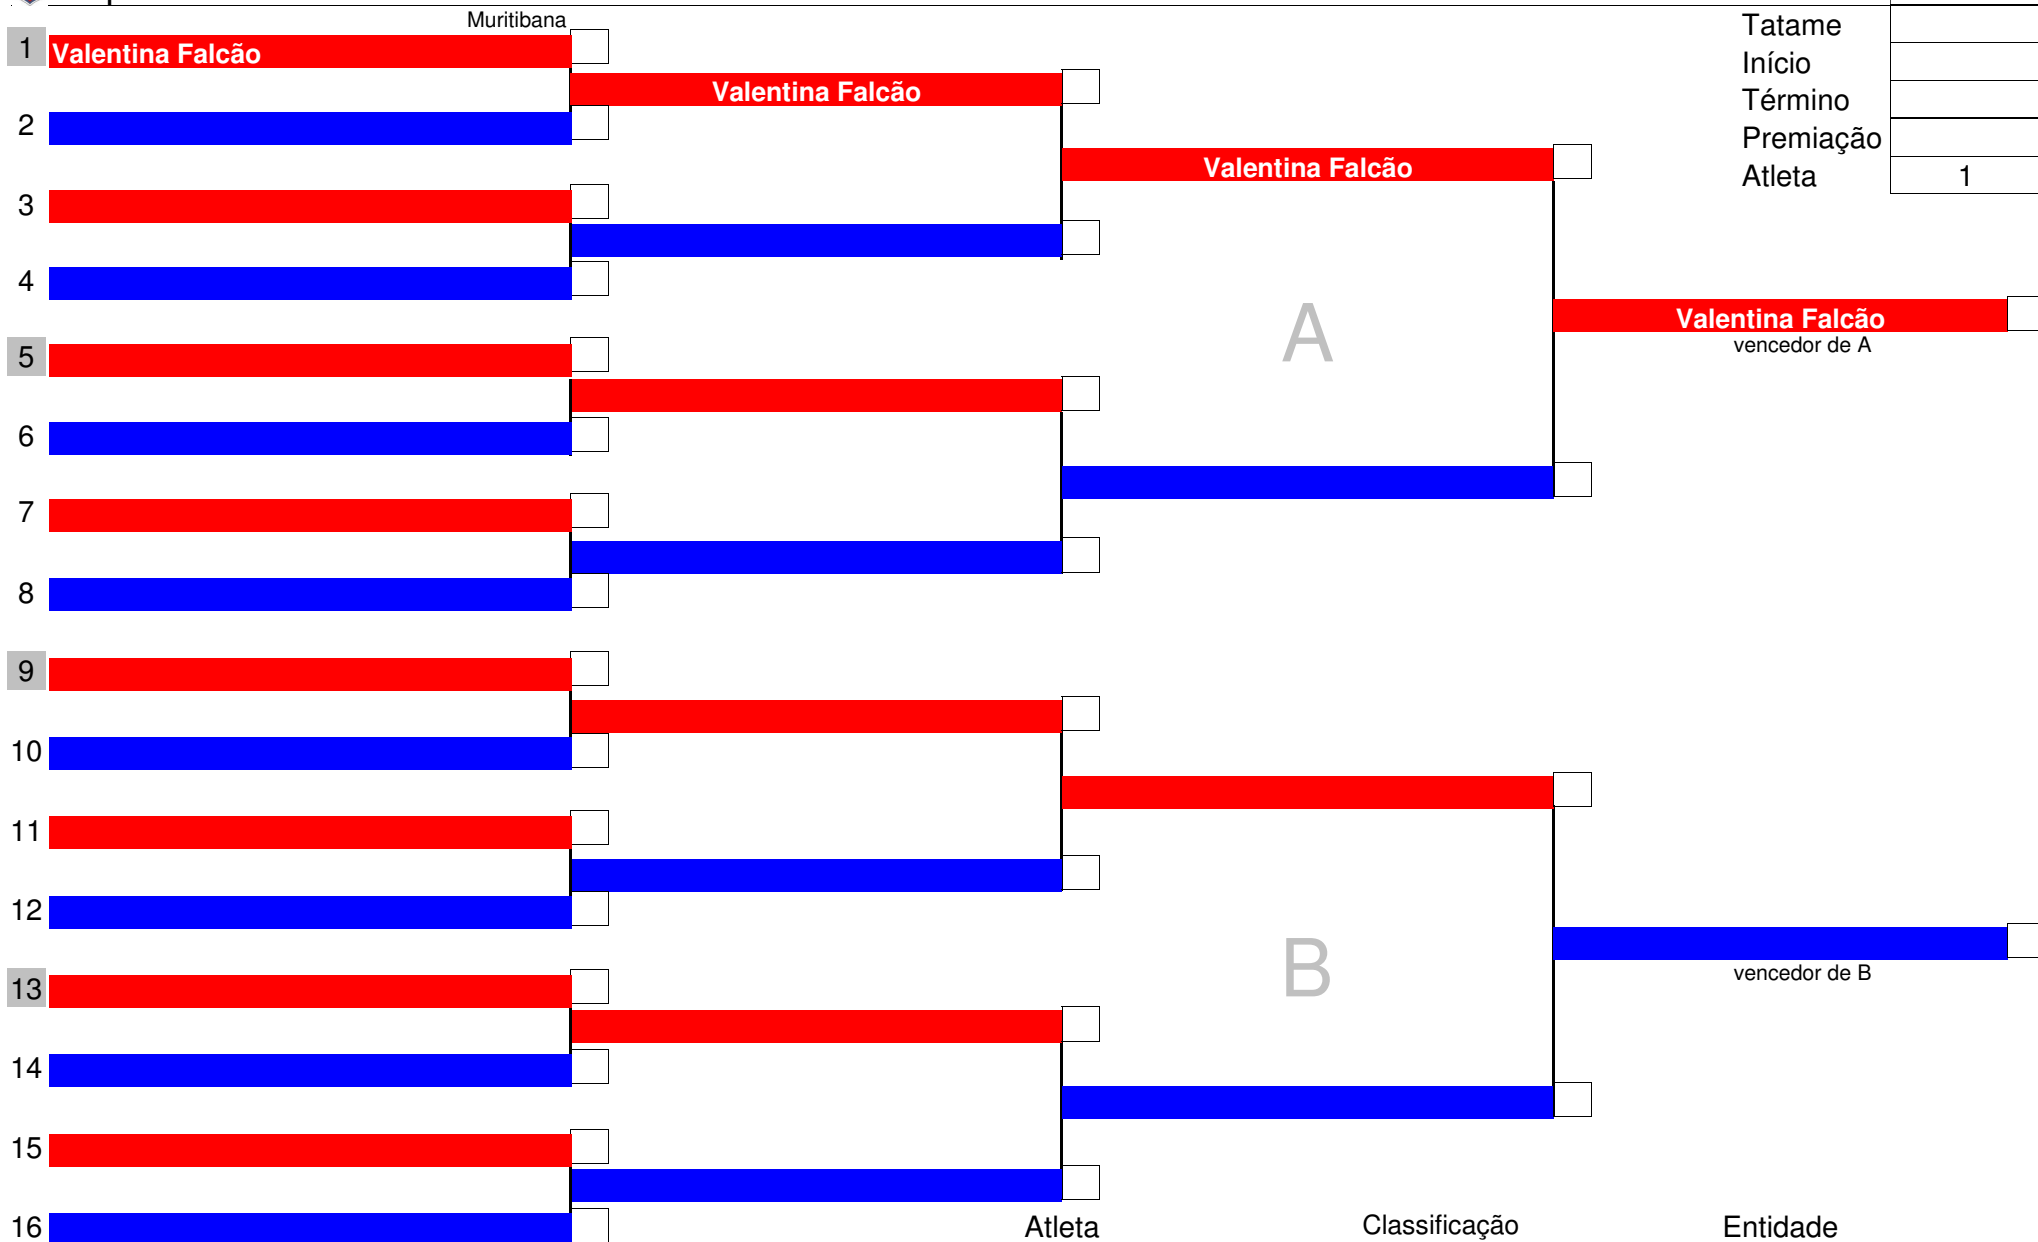 Muritibana
Tatame
1 Valentina Falcão
Início
Valentina Falcão
Término
2
Premiação
Valentina Falcão
Atleta 1
3
4
Valentina Falcão
A
vencedor de A
5
6
7
8
9
10
11
12
B
vencedor de B
13
14
15
16
Atleta Classificação Entidade